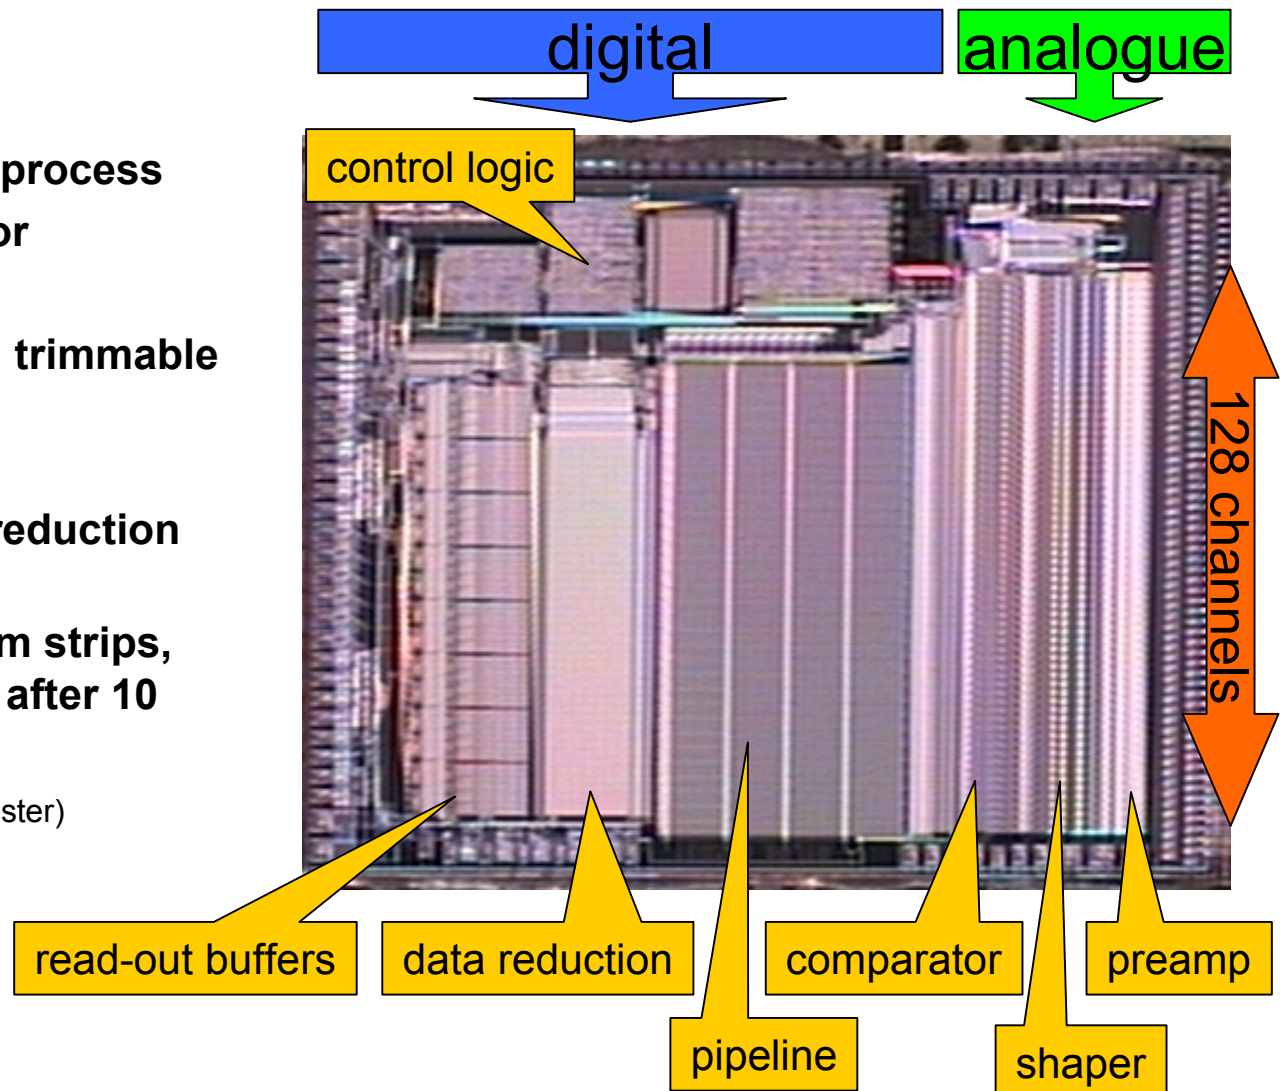 digital
analogue
process
or
trimmable
reduction
m strips,
after 10
ster)
control logic
128 channels
read-out buffers
data reduction
comparator
preamp
pipeline
shaper